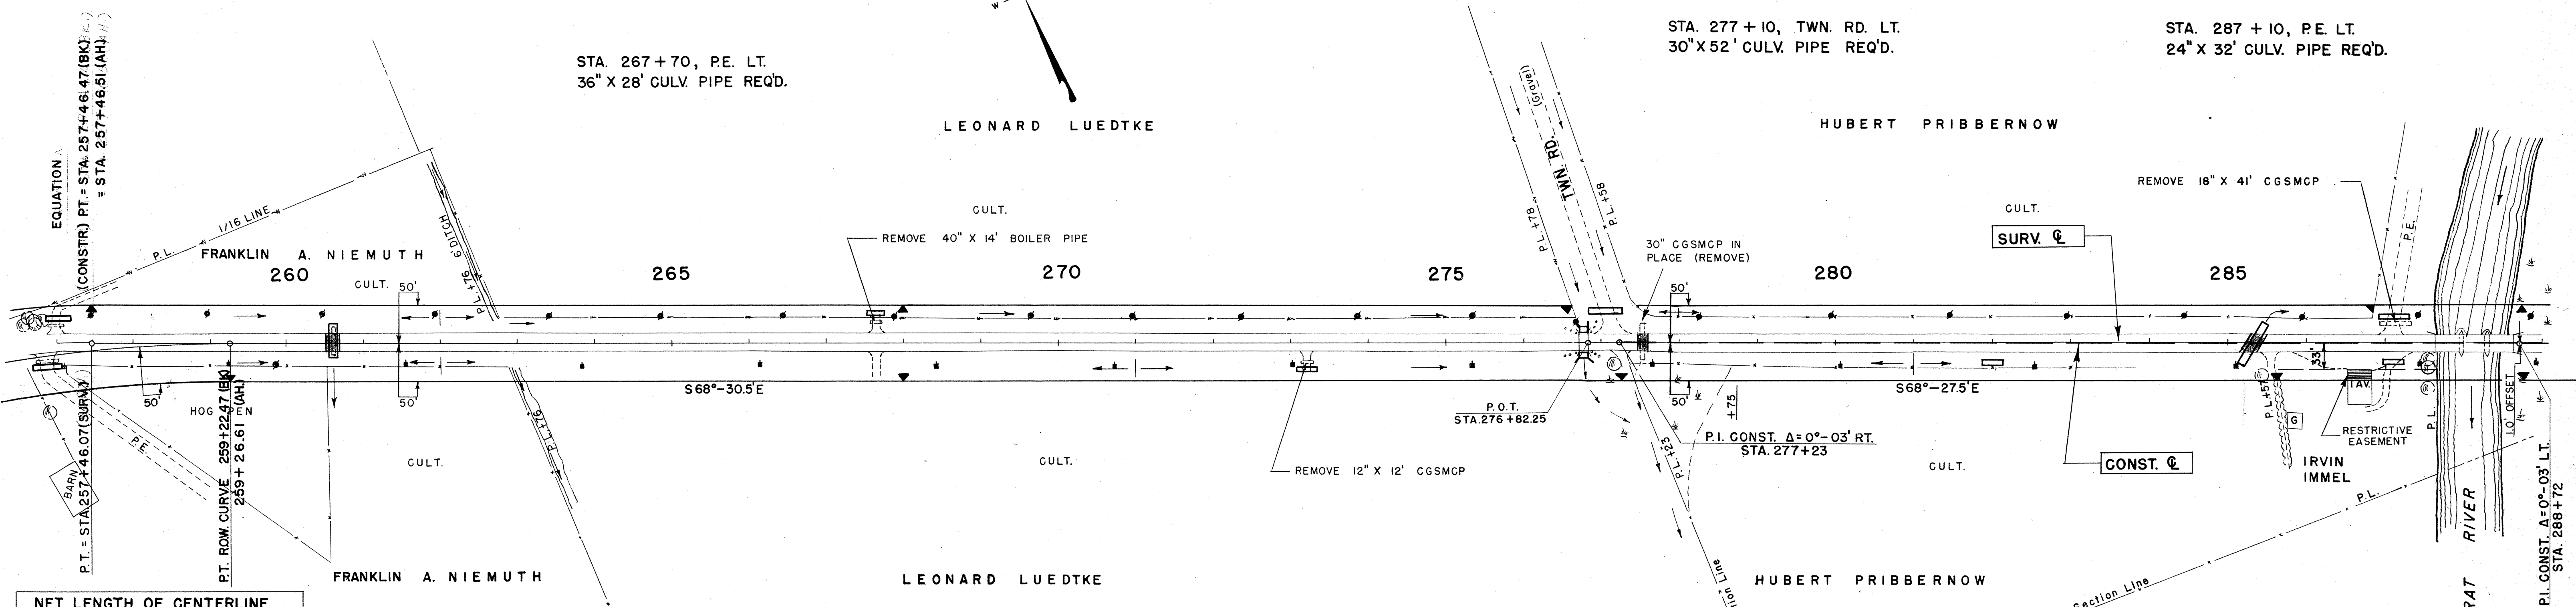 STA. 267+70, P.E. LT.
36" X 28' CULV. PIPE REQ'D.
STA. 277+10, TWN. RD. LT.
30" X 52' CULV. PIPE REQ'D.
STA. 287+10, P.E. LT.
24" X 32' CULV. PIPE REQ'D.
W
EQUATION
(CONSTR.) P.T. = STA. 257+46.47 (BK)
= STA. 257+46.51 (AH.)
LEONARD LUEDTKE
HUBERT PRIBBERNOW
(Gravel)
TWN. RD.
P.L.+78
P.L.+58
REMOVE 18" X 41' CGSMCP
P.L.
1/16 LINE
P.L.+76 6' DITCH
CULT.
CULT.
SURV. ℄
P.E.
FRANKLIN A. NIEMUTH
REMOVE 40" X 14' BOILER PIPE
30" CGSMCP IN
PLACE (REMOVE)
260
265
270
275
280
285
CULT.
50'
50'
50'
50'
50'
33'
S68°-30.5'E
S68°-27.5'E
HOG PEN
P.E.
BARN
P.T. = STA. 257+46.07 (SURV.)
P.T. ROW. CURVE 259+22.47 (BK)
259+26.61 (AH.)
P.L.+76
CULT.
CULT.
REMOVE 12" X 12' CGSMCP
P.O.T.
STA. 276+82.25
P.L.+23
+75
P.I. CONST. Δ=0°-03' RT.
STA. 277+23
CULT.
CONST. ℄
P.L.+57
G
TAV.
RESTRICTIVE
EASEMENT
IRVIN
IMMEL
P.L.
P.L.
1.0' OFFSET
RAT RIVER
P.I. CONST. Δ=0°-03' LT.
STA. 288+72
FRANKLIN A. NIEMUTH
LEONARD LUEDTKE
HUBERT PRIBBERNOW
Section Line
NET LENGTH OF CENTERLINE